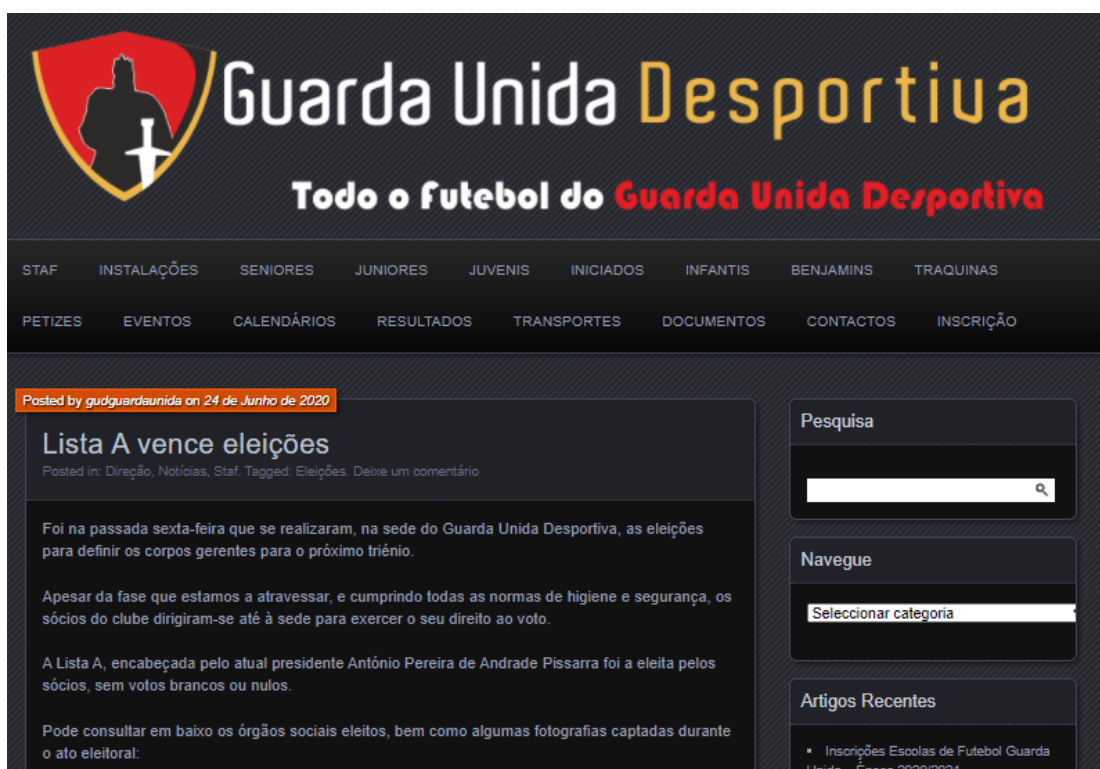 Guarda Unida Desportiva
Todo o Futebol do Guarda Unida Desportiva
STAF INSTALAÇÕES SENIORES JUNIORES JUVENIS INICIADOS INFANTIS BENJAMINS TRAQUINAS
PETIZES EVENTOS CALENDÁRIOS RESULTADOS TRANSPORTES DOCUMENTOS CONTACTOS INSCRIÇÃO
Posted by gudguardaunida on 24 de Junho de 2020
Lista A vence eleições
Posted in: Direção, Notícias, Staf. Tagged: Eleições. Deixe um comentário
Foi na passada sexta-feira que se realizaram, na sede do Guarda Unida Desportiva, as eleições
para definir os corpos gerentes para o próximo triénio.
Apesar da fase que estamos a atravessar, e cumprindo todas as normas de higiene e segurança, os
sócios do clube dirigiram-se até à sede para exercer o seu direito ao voto.
A Lista A, encabeçada pelo atual presidente António Pereira de Andrade Pissarra foi a eleita pelos
sócios, sem votos brancos ou nulos.
Pode consultar em baixo os órgãos sociais eleitos, bem como algumas fotografias captadas durante
o ato eleitoral:
Pesquisa
Navegue
Seleccionar categoria
Artigos Recentes
Inscrições Escolas de Futebol Guarda
Unida – Época 2020/2021